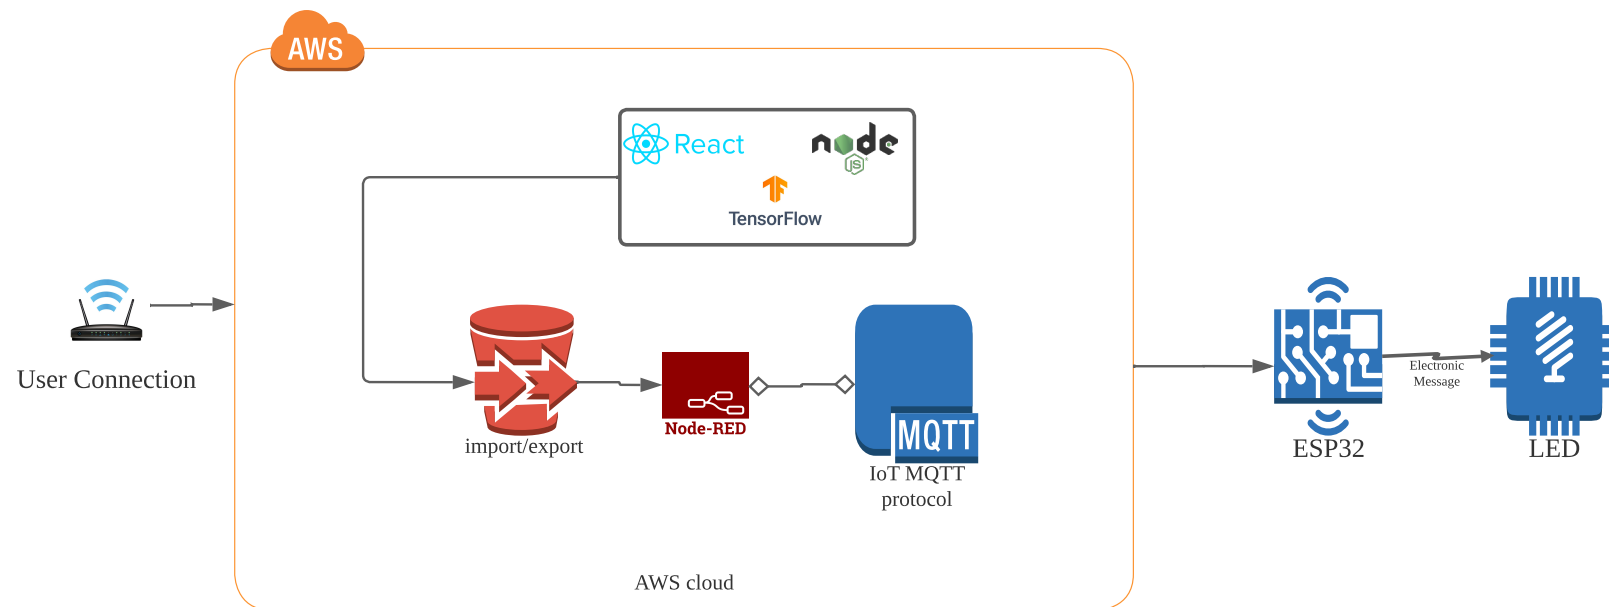 AWS
React
node
JS
TensorFlow
User Connection
import/export
Node-RED
MQTT
IoT MQTT
protocol
Electronic
Message
ESP32
LED
AWS cloud